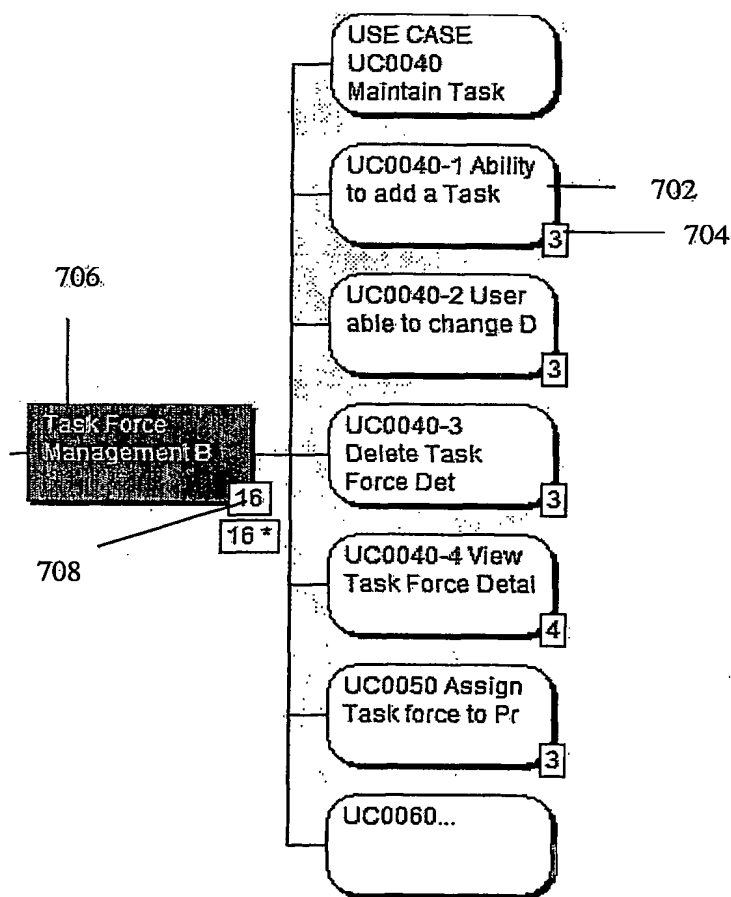 USE CASE
UC0040
Maintain Task
UC0040-1 Ability
to add a Task
3
702
704
UC0040-2 User
able to change D
3
706
Task Force
Management B
16
16 *
708
UC0040-3
Delete Task
Force Det
3
UC0040-4 View
Task Force Detai
4
UC0050 Assign
Task force to Pr
3
UC0060...